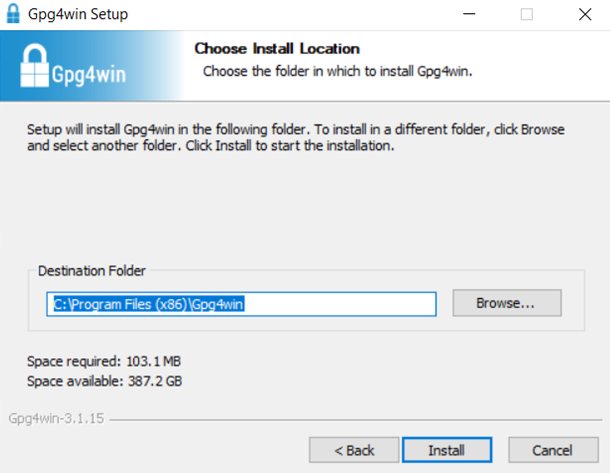 Gpg4win Setup
Choose Install Location
Choose the folder in which to install Gpg4win.
Gpg4win
Setup will install Gpg4win in the following folder. To install in a different folder, click Browse
and select another folder. Click Install to start the installation.
Destination Folder
C:\Program Files (x86)\Gpg4win
Browse...
Space required: 103.1 MB
Space available: 387.2 GB
Gpg4win-3.1.15
< Back
Install
Cancel